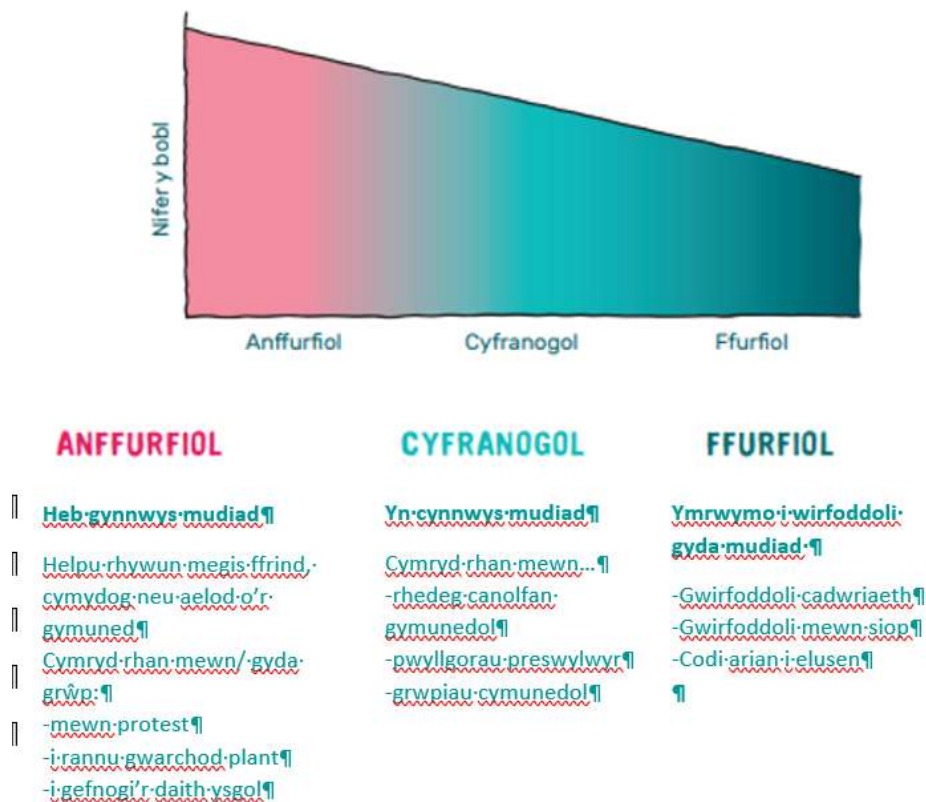 Nifer y bobl
Anffurfiol
Cyfranogol
Ffurfiol
ANFFURFIOL
Heb gynnwys mudiad¶
Helpu rhywun megis ffrind,
cymydog neu aelod o'r
gymuned¶
Cymryd rhan mewn/ gyda
grŵp:¶
-mewn protest¶
-i rannu gwarchod plant¶
-i gefnogi'r daith ysgol¶
CYFRANOGOL
Yn cynnwys mudiad¶
Cymryd rhan mewn...¶
-rhedeg canolfan
gymunedol¶
-pwyllgorau preswylwyr¶
-grwpiau cymunedol¶
FFURFIOL
Ymrwymo i wirfoddoli
gyda mudiad ¶
-Gwirfoddoli cadwriaeth¶
-Gwirfoddoli mewn siop¶
-Codi arian i elusen¶
¶